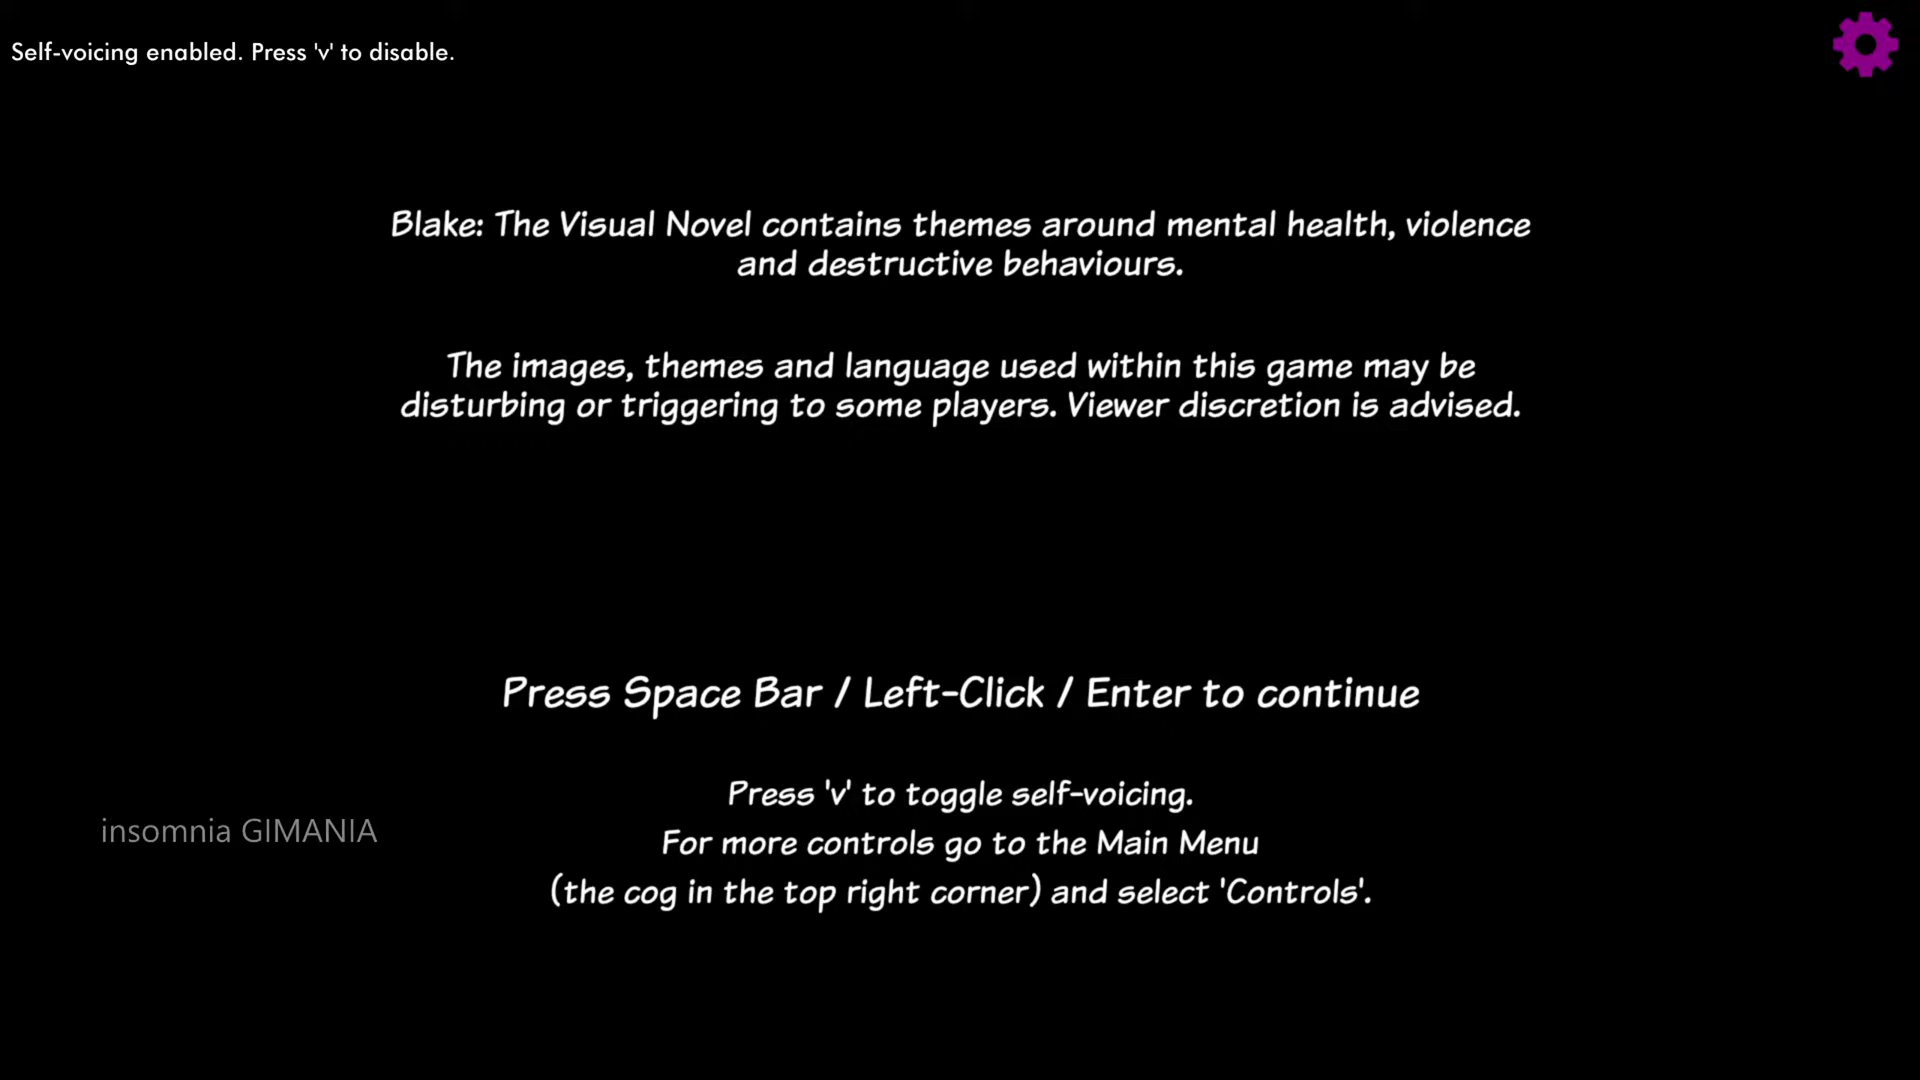 Self-voicing enabled. Press 'v' to disable.
Blake: The Visual Novel contains themes around mental health, violence
and destructive behaviours.
The images, themes and language used within this game may be
disturbing or triggering to some players. Viewer discretion is advised.
Press Space Bar / Left-Click / Enter to continue
Press 'v' to toggle self-voicing.
insomnia GIMANIA
For more controls go to the Main Menu
(the cog in the top right corner) and select 'Controls'.